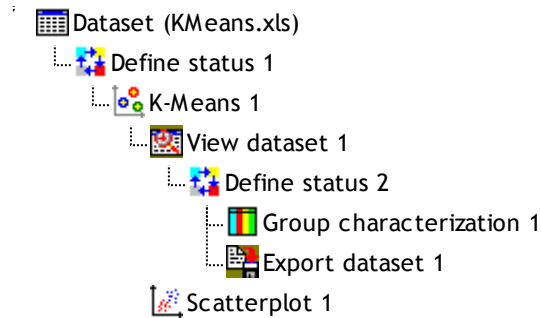 Dataset (KMeans.xls)
Define status 1
K-Means 1
View dataset 1
Define status 2
Group characterization 1
Export dataset 1
Scatterplot 1